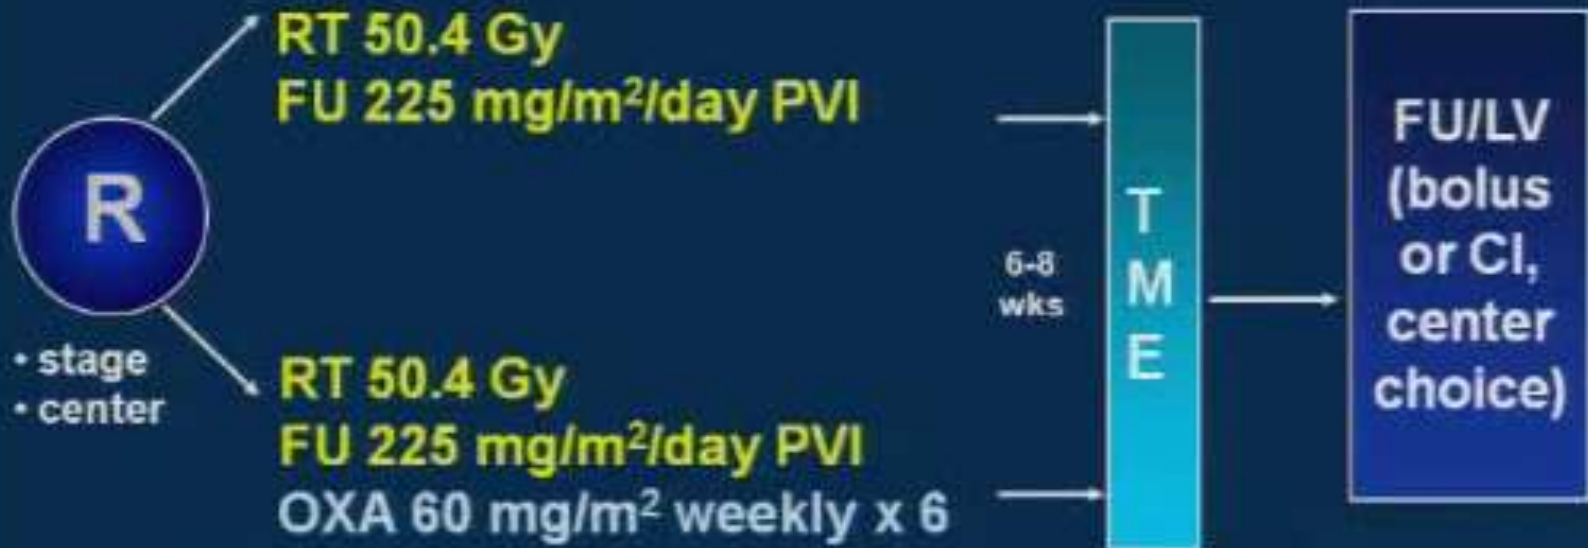 RT 50.4 Gy
FU 225 mg/m²/day PVI
R
• stage
• center
RT 50.4 Gy
FU 225 mg/m²/day PVI
OXA 60 mg/m² weekly x 6
6-8
wks
T
M
E
FU/LV
(bolus
or CI,
center
choice)